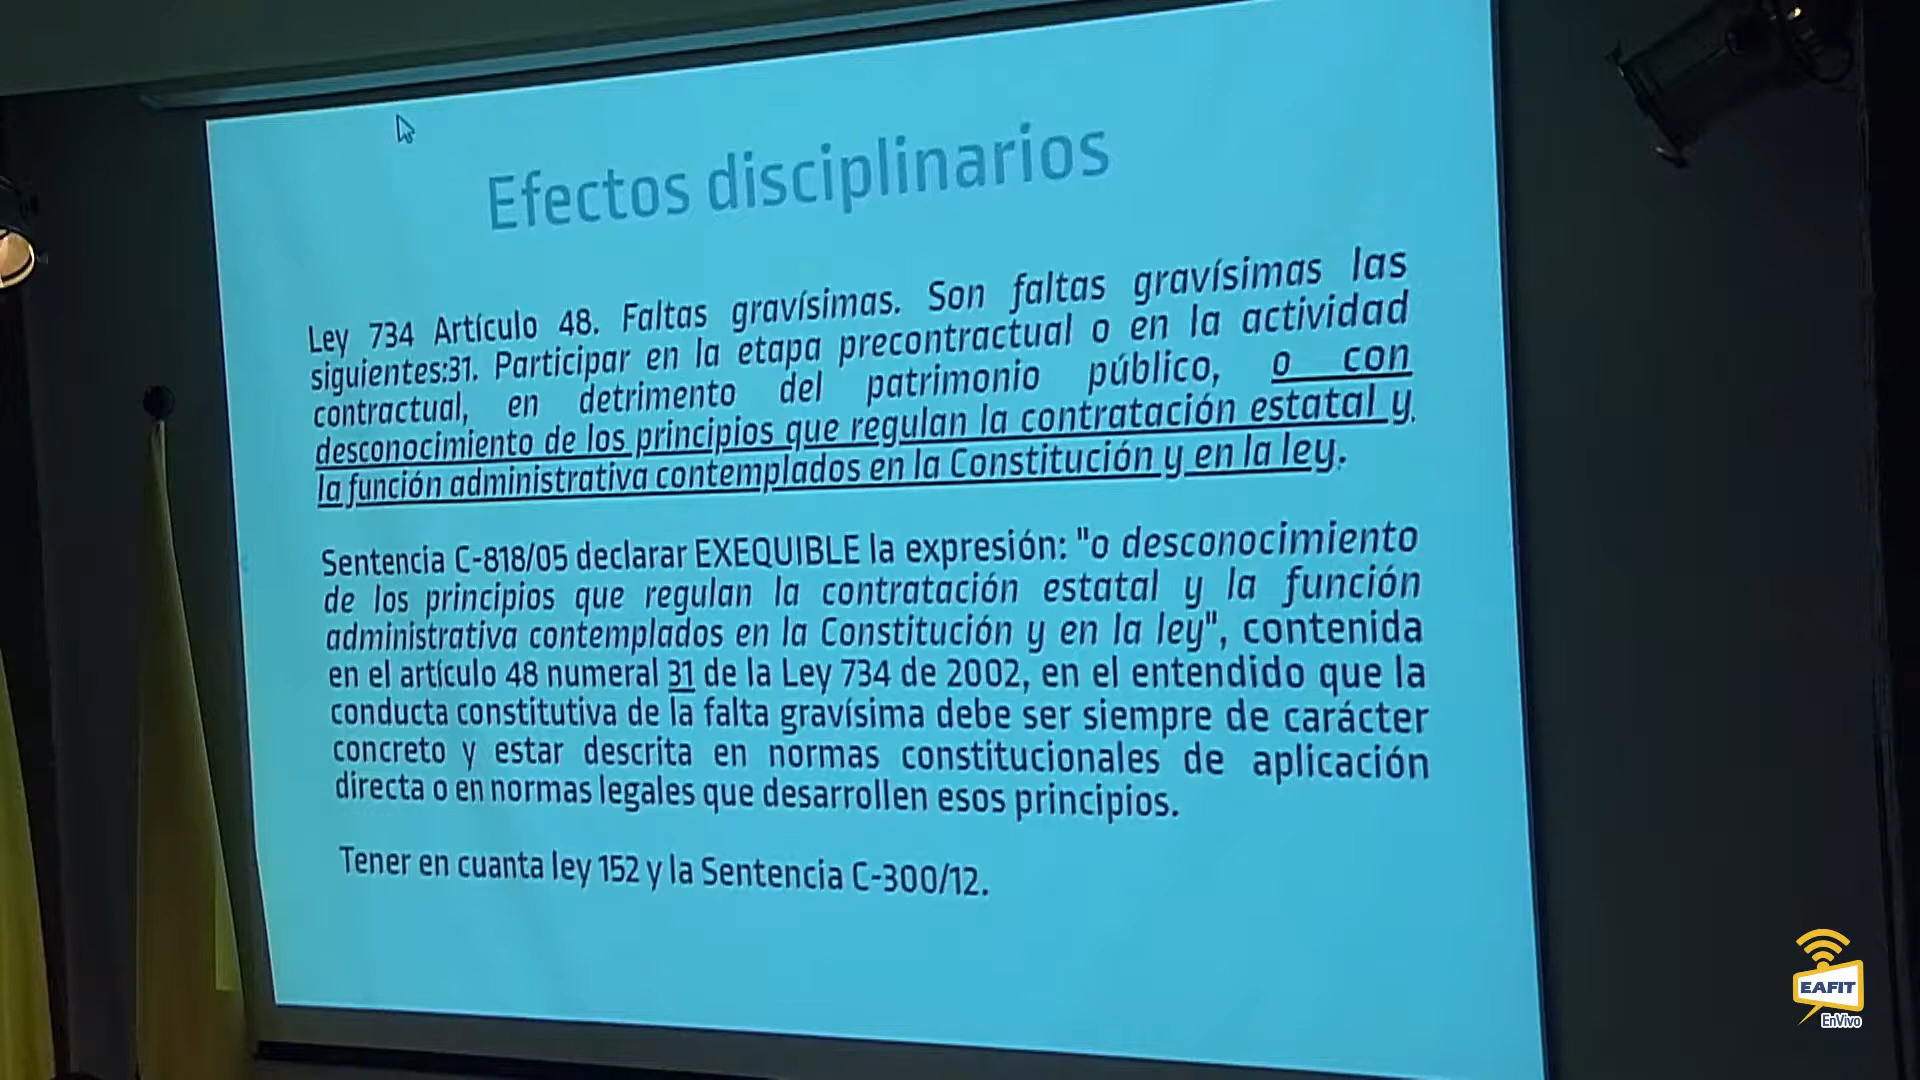 Efectos disciplinarios
Ley 734 Artículo 48. Faltas gravísimas. Son faltas gravísimas las
siguientes:31. Participar en la etapa precontractual o en la actividad
contractual, en detrimento del patrimonio público, o con
desconocimiento de los principios que regulan la contratación estatal y
la función administrativa contemplados en la Constitución y en la ley.
Sentencia C-818/05 declarar EXEQUIBLE la expresión: "o desconocimiento
de los principios que regulan la contratación estatal y la función
administrativa contemplados en la Constitución y en la ley", contenida
en el artículo 48 numeral 31 de la Ley 734 de 2002, en el entendido que la
conducta constitutiva de la falta gravísima debe ser siempre de carácter
concreto y estar descrita en normas constitucionales de aplicación
directa o en normas legales que desarrollen esos principios.
Tener en cuanta ley 152 y la Sentencia C-300/12.
EAFIT
EnVivo